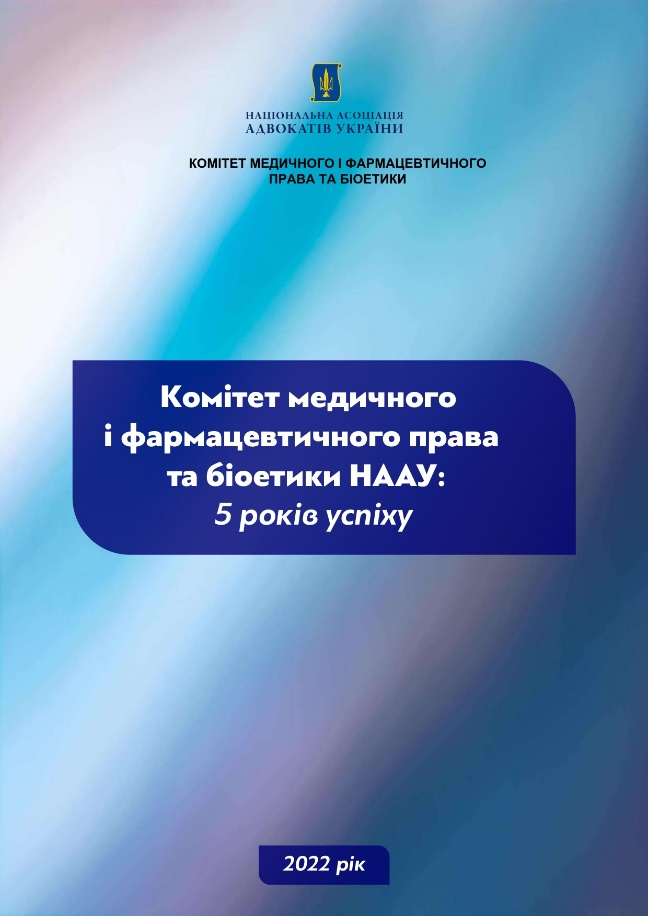 НАЦІОНАЛЬНА АСОЦІАЦІЯ
АДВОКАТІВ УКРАЇНИ
КОМІТЕТ МЕДИЧНОГО І ФАРМАЦЕВТИЧНОГО
ПРАВА ТА БІОЕТИКИ
Комітет медичного
і фармацевтичного права
та біоетики НААУ:
5 років успіху
2022 рік